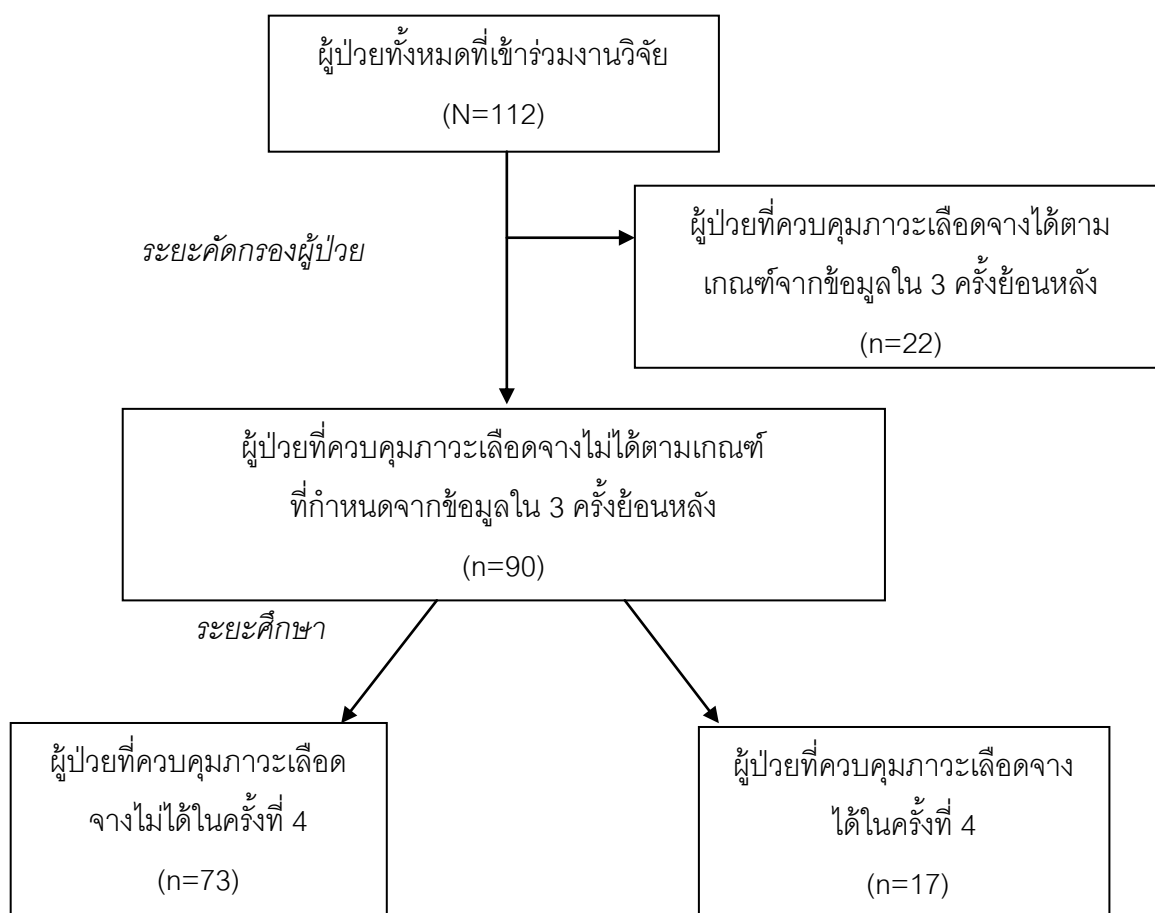 ผู้ป่วยทั้งหมดที่เข้าร่วมงานวิจัย
(N=112)
ระยะคัดกรองผู้ป่วย
ผู้ป่วยที่ควบคุมภาวะเลือดจางได้ตาม
เกณฑ์จากข้อมูลใน 3 ครั้งย้อนหลัง
(n=22)
ผู้ป่วยที่ควบคุมภาวะเลือดจางไม่ได้ตามเกณฑ์
ที่กำหนดจากข้อมูลใน 3 ครั้งย้อนหลัง
(n=90)
ระยะศึกษา
ผู้ป่วยที่ควบคุมภาวะเลือด
จางไม่ได้ในครั้งที่ 4
(n=73)
ผู้ป่วยที่ควบคุมภาวะเลือดจาง
ได้ในครั้งที่ 4
(n=17)